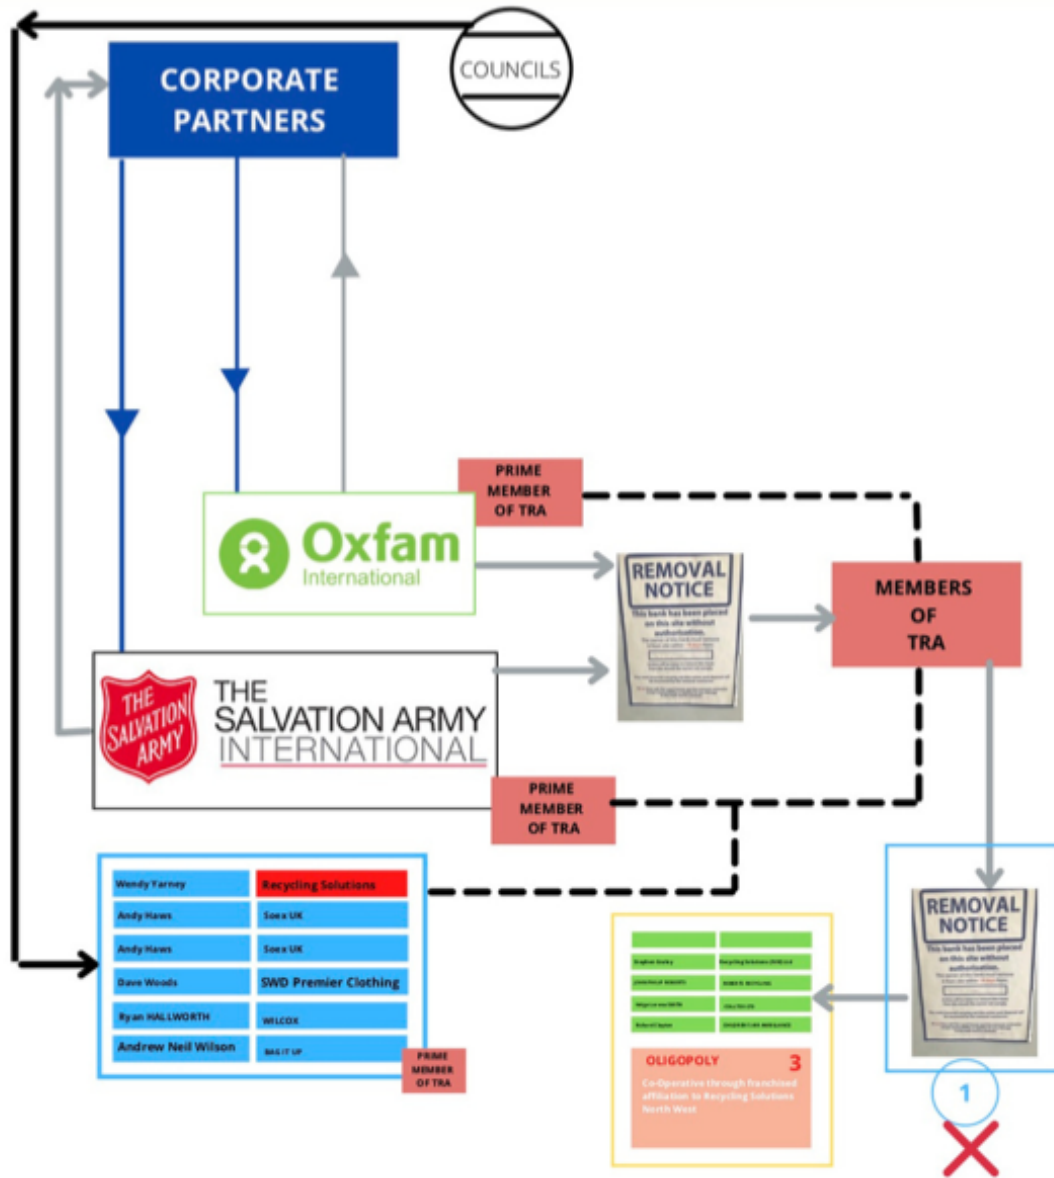 COUNCILS
CORPORATE
PARTNERS
PRIME
MEMBER
OF TRA
Oxfam
International
REMOVAL
NOTICE
This bank has been placed
on this site without
authorisation.
MEMBERS
OF
TRA
THE
SALVATION
ARMY
THE
SALVATION ARMY
INTERNATIONAL
PRIME
MEMBER
OF TRA
Wendy Yarney Recycling Solutions
Andy Haws Soex UK
Andy Haws Soex UK
Dave Woods SWD Premier Clothing
Ryan HALLWORTH WILCOX
Andrew Neil Wilson BAG IT UP
PRIME
MEMBER
OF TRA
REMOVAL
NOTICE
This bank has been placed
on this site without
authorisation.
OLIGOPOLY 3
Co-Operative through franchised
affiliation to Recycling Solutions
North West
1